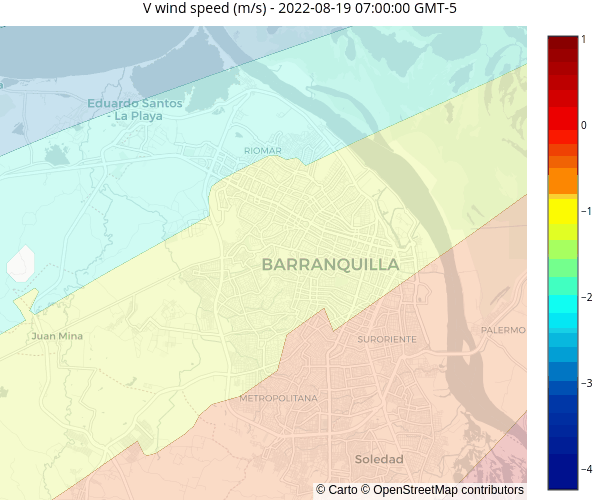 V wind speed (m/s) - 2022-08-19 07:00:00 GMT-5
1
Eduardo Santos
- La Playa
0
RIOMAR
−1
BARRANQUILLA
−2
Juan Mina
SURORIENTE
PALERMO
−3
METROPOLITANA
Soledad
−4
© Carto © OpenStreetMap contributors